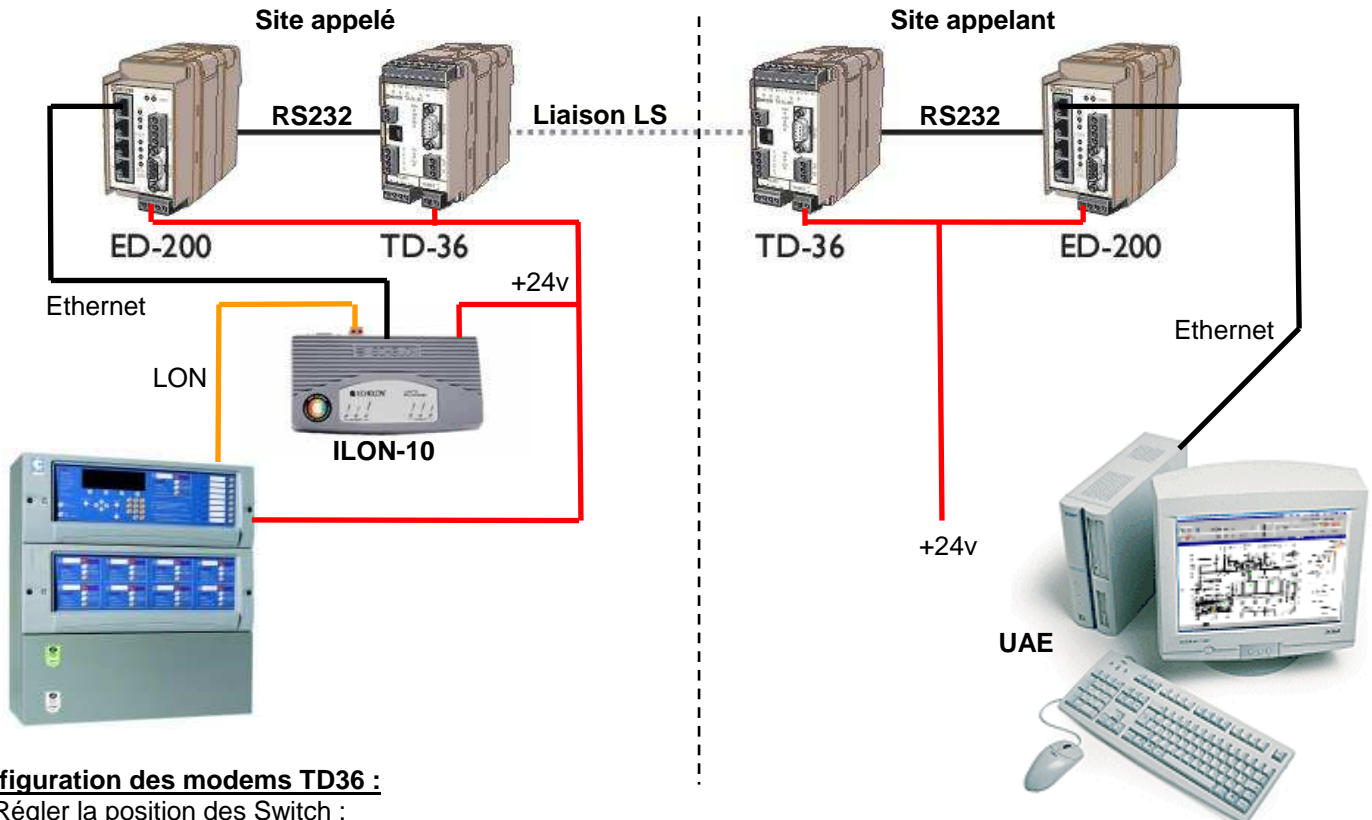 Site appelé
Site appelant
RS232
Liaison LS
RS232
ED-200
TD-36
TD-36
ED-200
+24v
Ethernet
Ethernet
LON
ECHELON
ILON-10
+24v
UAE
figuration des modems TD36 :
Régler la position des Switch :